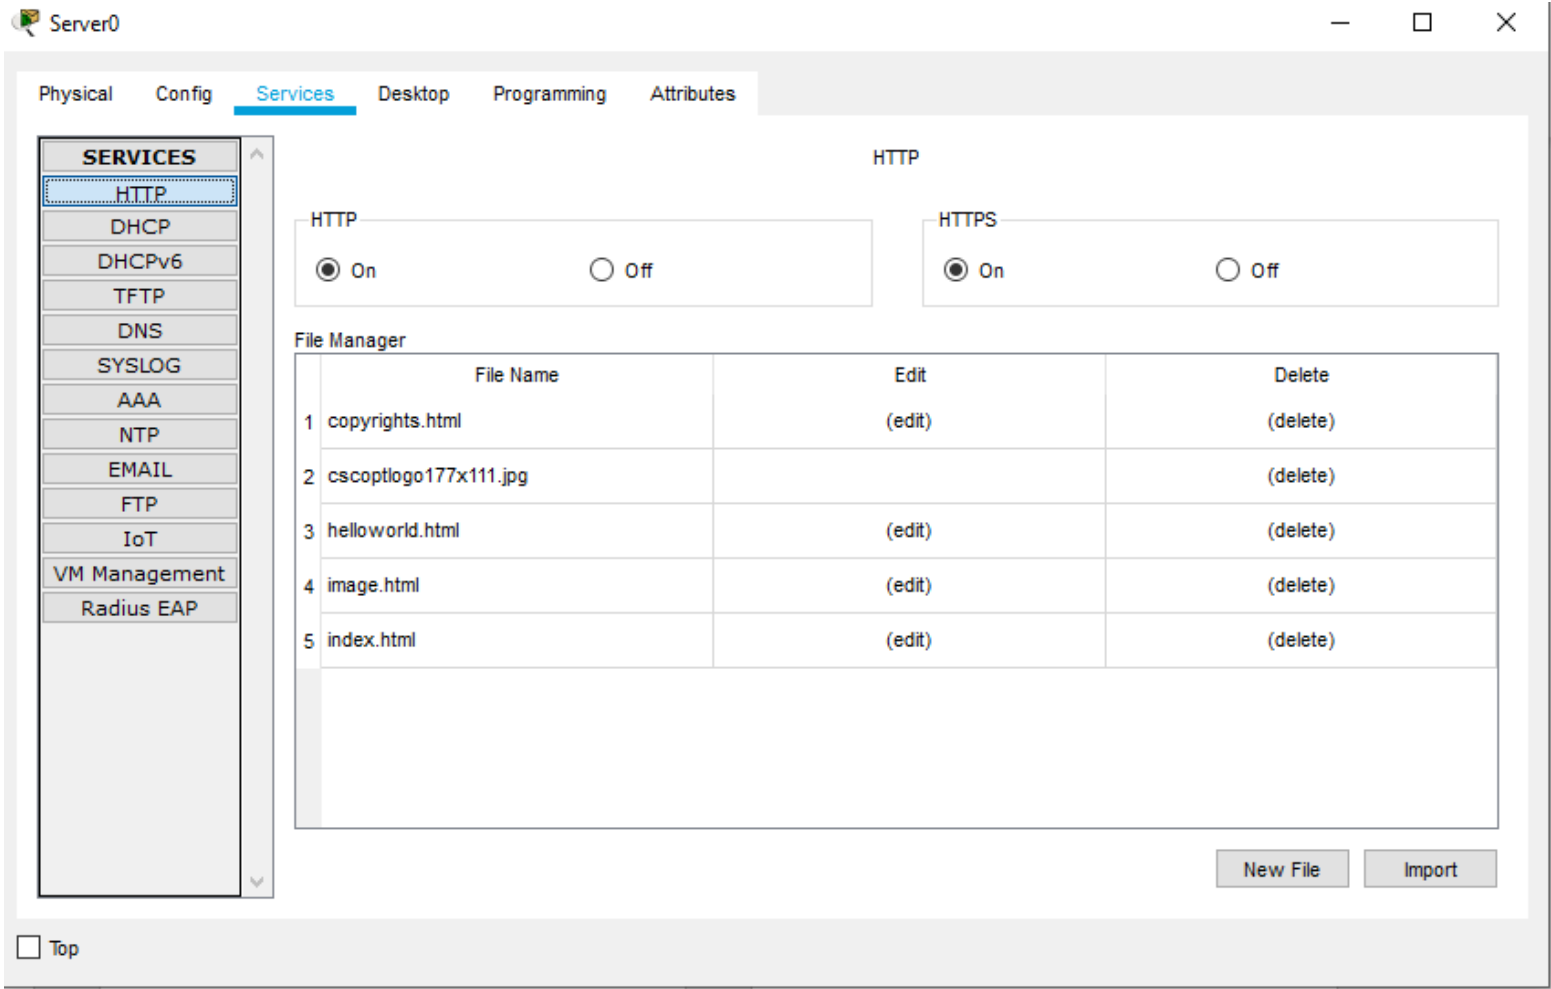 Server0
Physical Config Services Desktop Programming Attributes
SERVICES
HTTP
DHCP
DHCPv6
TFTP
DNS
SYSLOG
AAA
NTP
EMAIL
FTP
IoT
VM Management
Radius EAP
HTTP
HTTP
On Off
HTTPS
On Off
File Manager
File Name Edit Delete
1 copyrights.html (edit) (delete)
2 cscoptlogo177x111.jpg (delete)
3 helloworld.html (edit) (delete)
4 image.html (edit) (delete)
5 index.html (edit) (delete)
New File Import
Top